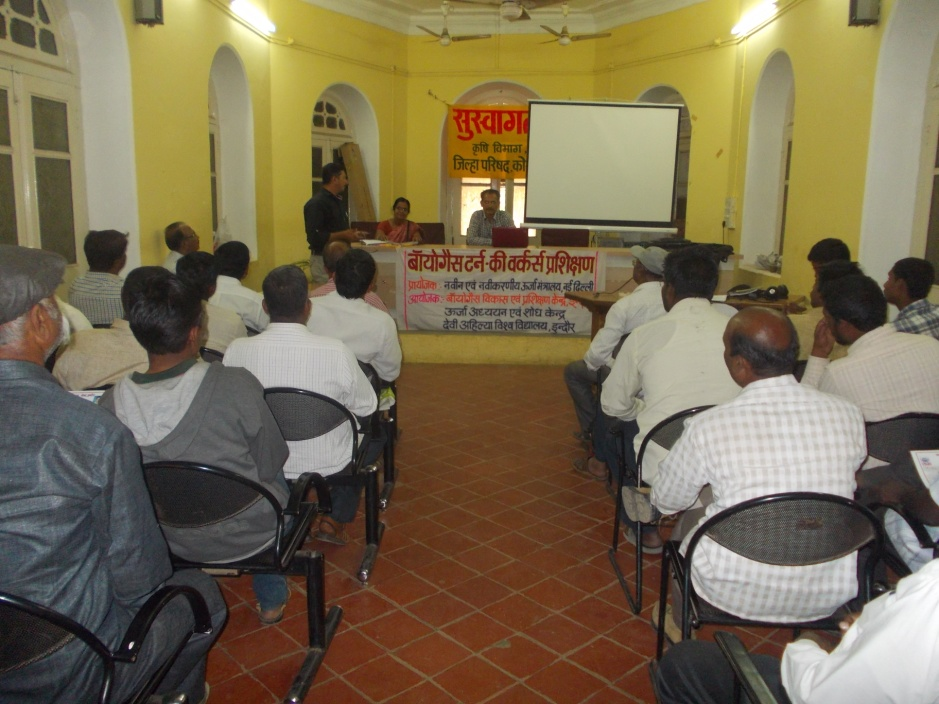 सुस्वागत
कृषि विभाग
जिल्हा परिषद, को
बॉयोगैस टर्न-की वर्कर्स प्रशिक्षण
प्रायोजक: नवीन एवं नवीकरणीय ऊर्जा मंत्रालय, नई दिल्ली
आयोजक: बॉयोगैस विकास एवं प्रशिक्षण केन्द्र,
ऊर्जा अध्ययन एवं शोध केन्द्र
देवी अहिल्या विश्व विद्यालय, इन्दौर